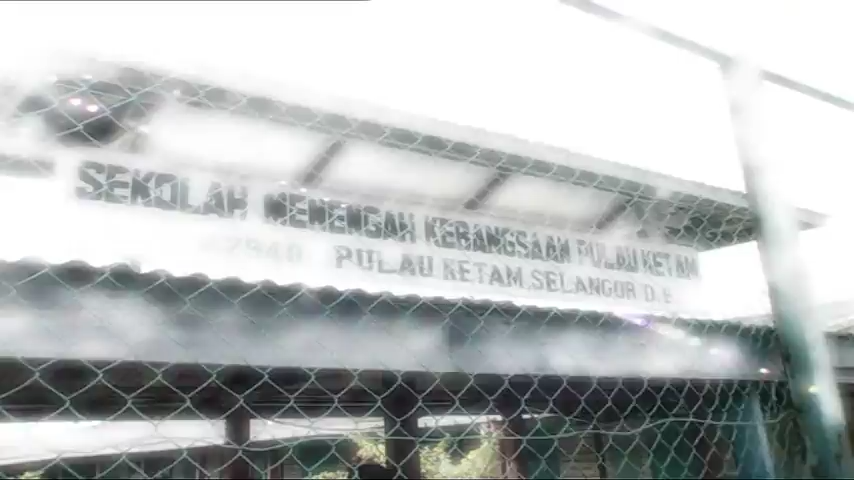 SEKOLAH MENENGAH KEBANGSAAN PULAU KETAM
PULAU KETAM, SELANGOR D.E